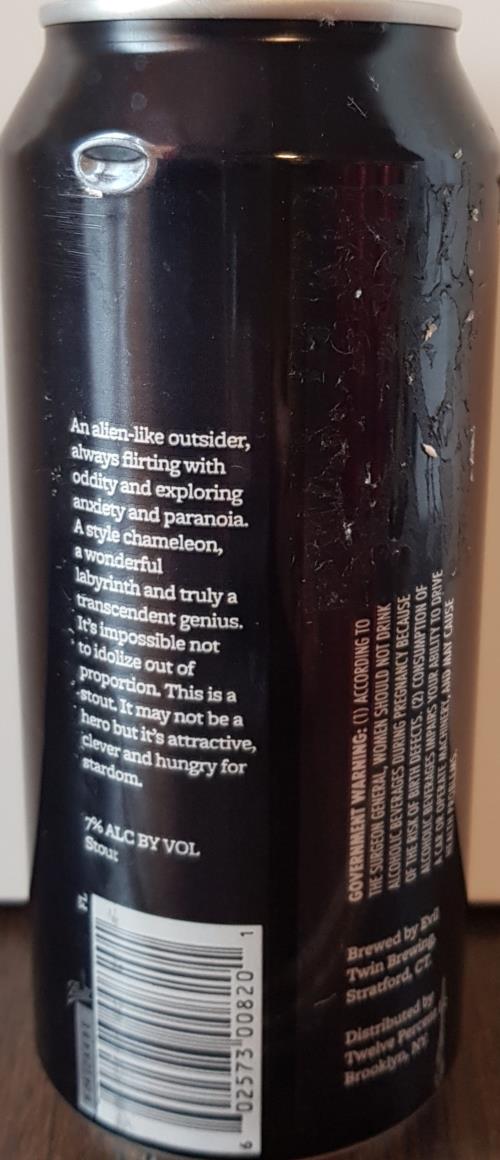 An alien-like outsider,
always flirting with
oddity and exploring
anxiety and paranoia.
A style chameleon,
a wonderful
labyrinth and truly a
transcendent genius.
It's impossible not
to idolize out of
proportion. This is a
stout. It may not be a
hero but it's attractive,
clever and hungry for
stardom.
7% ALC BY VOL
Stout
6 02573 00820 1
GOVERNMENT WARNING: (1) ACCORDING TO
THE SURGEON GENERAL, WOMEN SHOULD NOT DRINK
ALCOHOLIC BEVERAGES DURING PREGNANCY BECAUSE
OF THE RISK OF BIRTH DEFECTS. (2) CONSUMPTION OF
ALCOHOLIC BEVERAGES IMPAIRS YOUR ABILITY TO DRIVE
A CAR OR OPERATE MACHINERY, AND MAY CAUSE
Brewed by Evil
Twin Brewing,
Stratford, CT.
Distributed by
Twelve Percent
Brooklyn, NY.